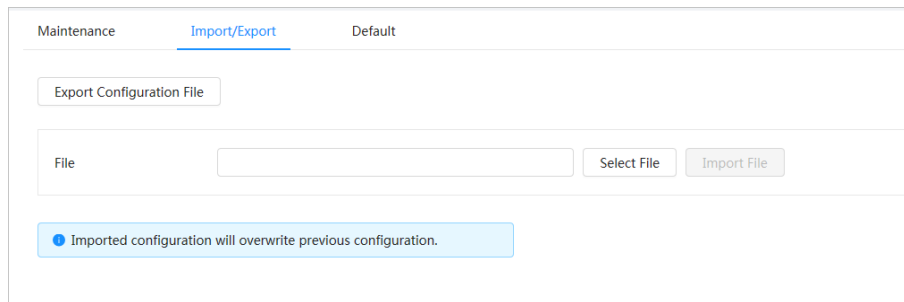 Maintenance Import/Export Default
Export Configuration File
File Select File Import File
Imported configuration will overwrite previous configuration.